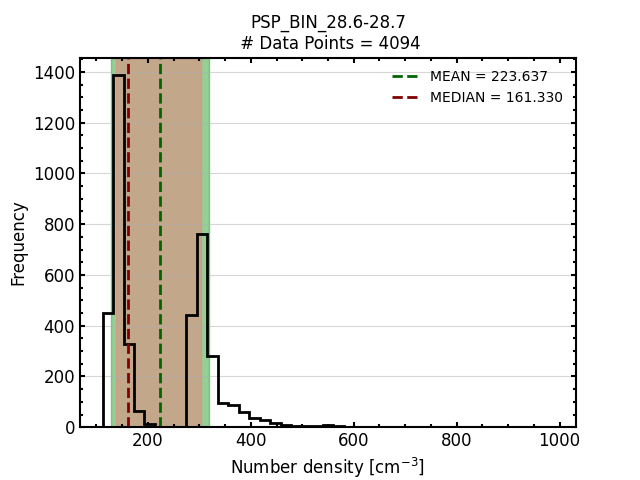 PSP_BIN_28.6-28.7
# Data Points = 4094
MEAN = 223.637
MEDIAN = 161.330
Frequency
1400
1200
1000
800
600
400
200
0
200 400 600 800 1000
Number density [cm⁻³]